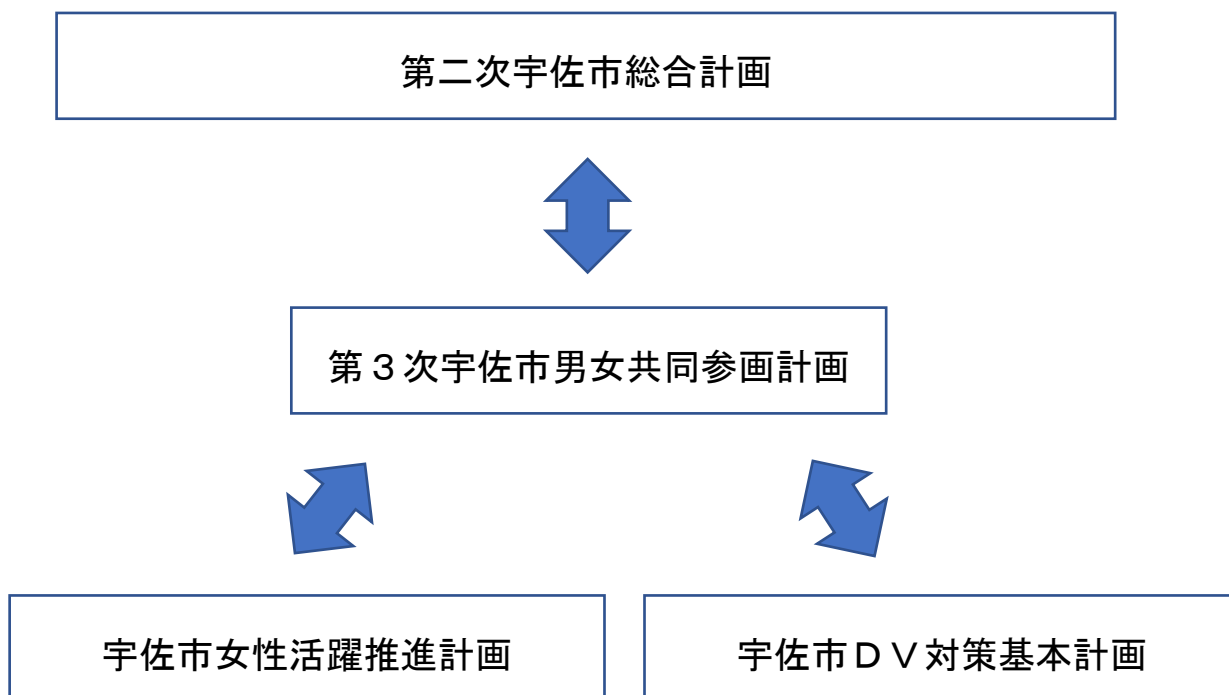 第二次宇佐市総合計画
第３次宇佐市男女共同参画計画
宇佐市女性活躍推進計画
宇佐市ＤＶ対策基本計画